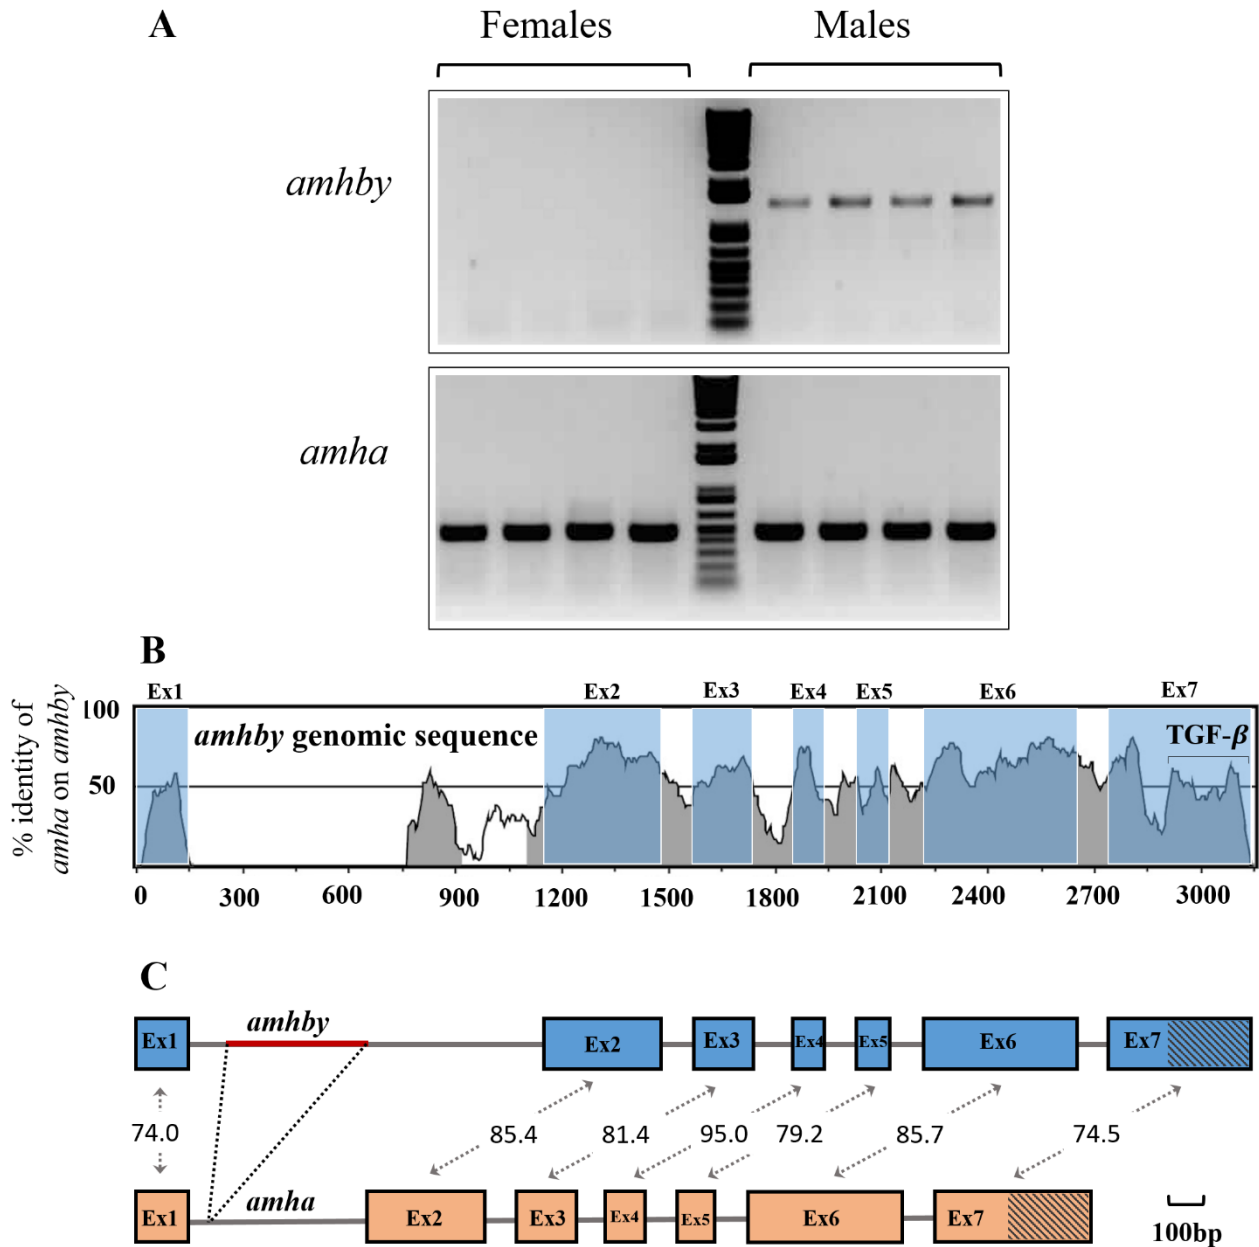 A
Females Males
amhby
amha
B
Ex1 Ex2 Ex3 Ex4 Ex5 Ex6 Ex7
% identity of
amha on amhby
100
50
amhby genomic sequence
TGF-β
0 300 600 900 1200 1500 1800 2100 2400 2700 3000
C
amhby
Ex1 Ex2 Ex3 Ex4 Ex5 Ex6 Ex7
74.0 85.4 81.4 95.0 79.2 85.7 74.5
amha
Ex1 Ex2 Ex3 Ex4 Ex5 Ex6 Ex7
100bp